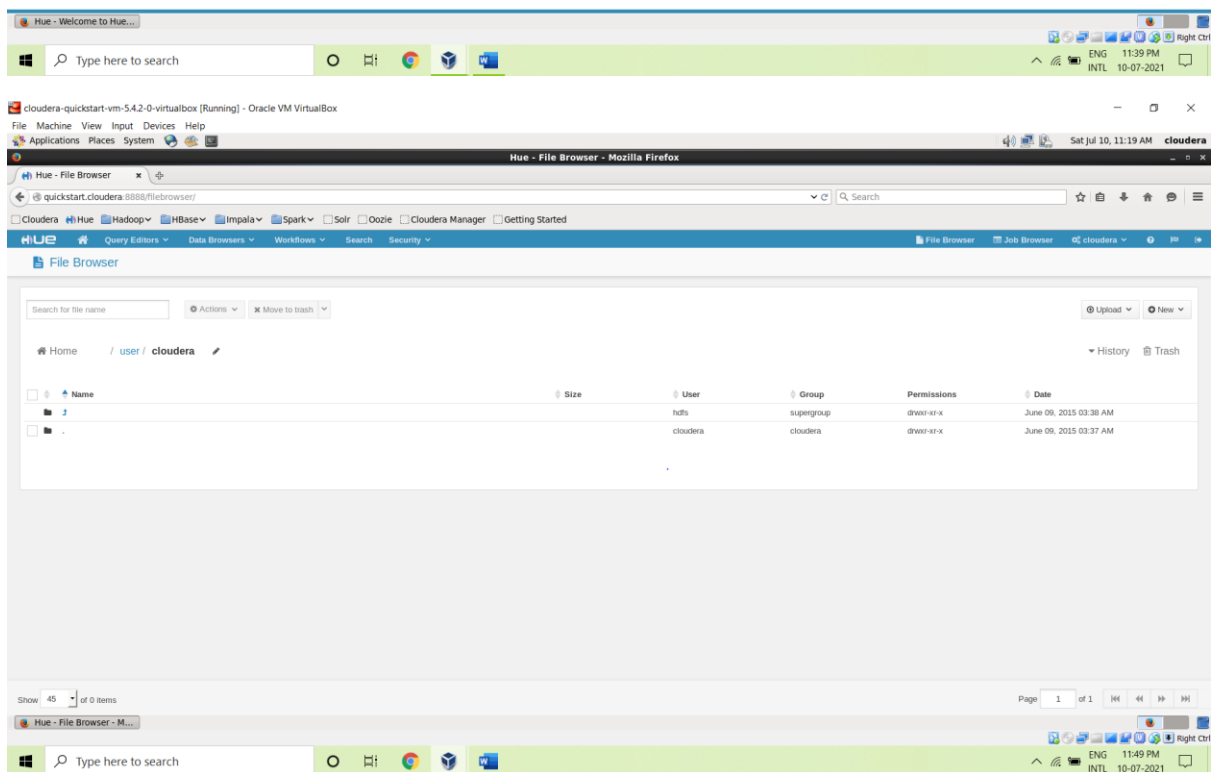 Hue - Welcome to Hue...
Right Ctrl
Type here to search
ENG 11:39 PM
INTL 10-07-2021
cloudera-quickstart-vm-5.4.2-0-virtualbox [Running] - Oracle VM VirtualBox
File Machine View Input Devices Help
Applications Places System Sat Jul 10, 11:19 AM cloudera
Hue - File Browser - Mozilla Firefox
Hue - File Browser
quickstart.cloudera:8888/filebrowser/ Search
Cloudera Hue Hadoop HBase Impala Spark Solr Oozie Cloudera Manager Getting Started
HUE Query Editors Data Browsers Workflows Search Security File Browser Job Browser cloudera
File Browser
Search for file name Actions Move to trash Upload New
Home / user / cloudera History Trash
Name Size User Group Permissions Date
hdfs supergroup drwxr-xr-x June 09, 2015 03:38 AM
. cloudera cloudera drwxr-xr-x June 09, 2015 03:37 AM
Show 45 of 0 items Page 1 of 1
Hue - File Browser - M...
Right Ctrl
Type here to search
ENG 11:49 PM
INTL 10-07-2021